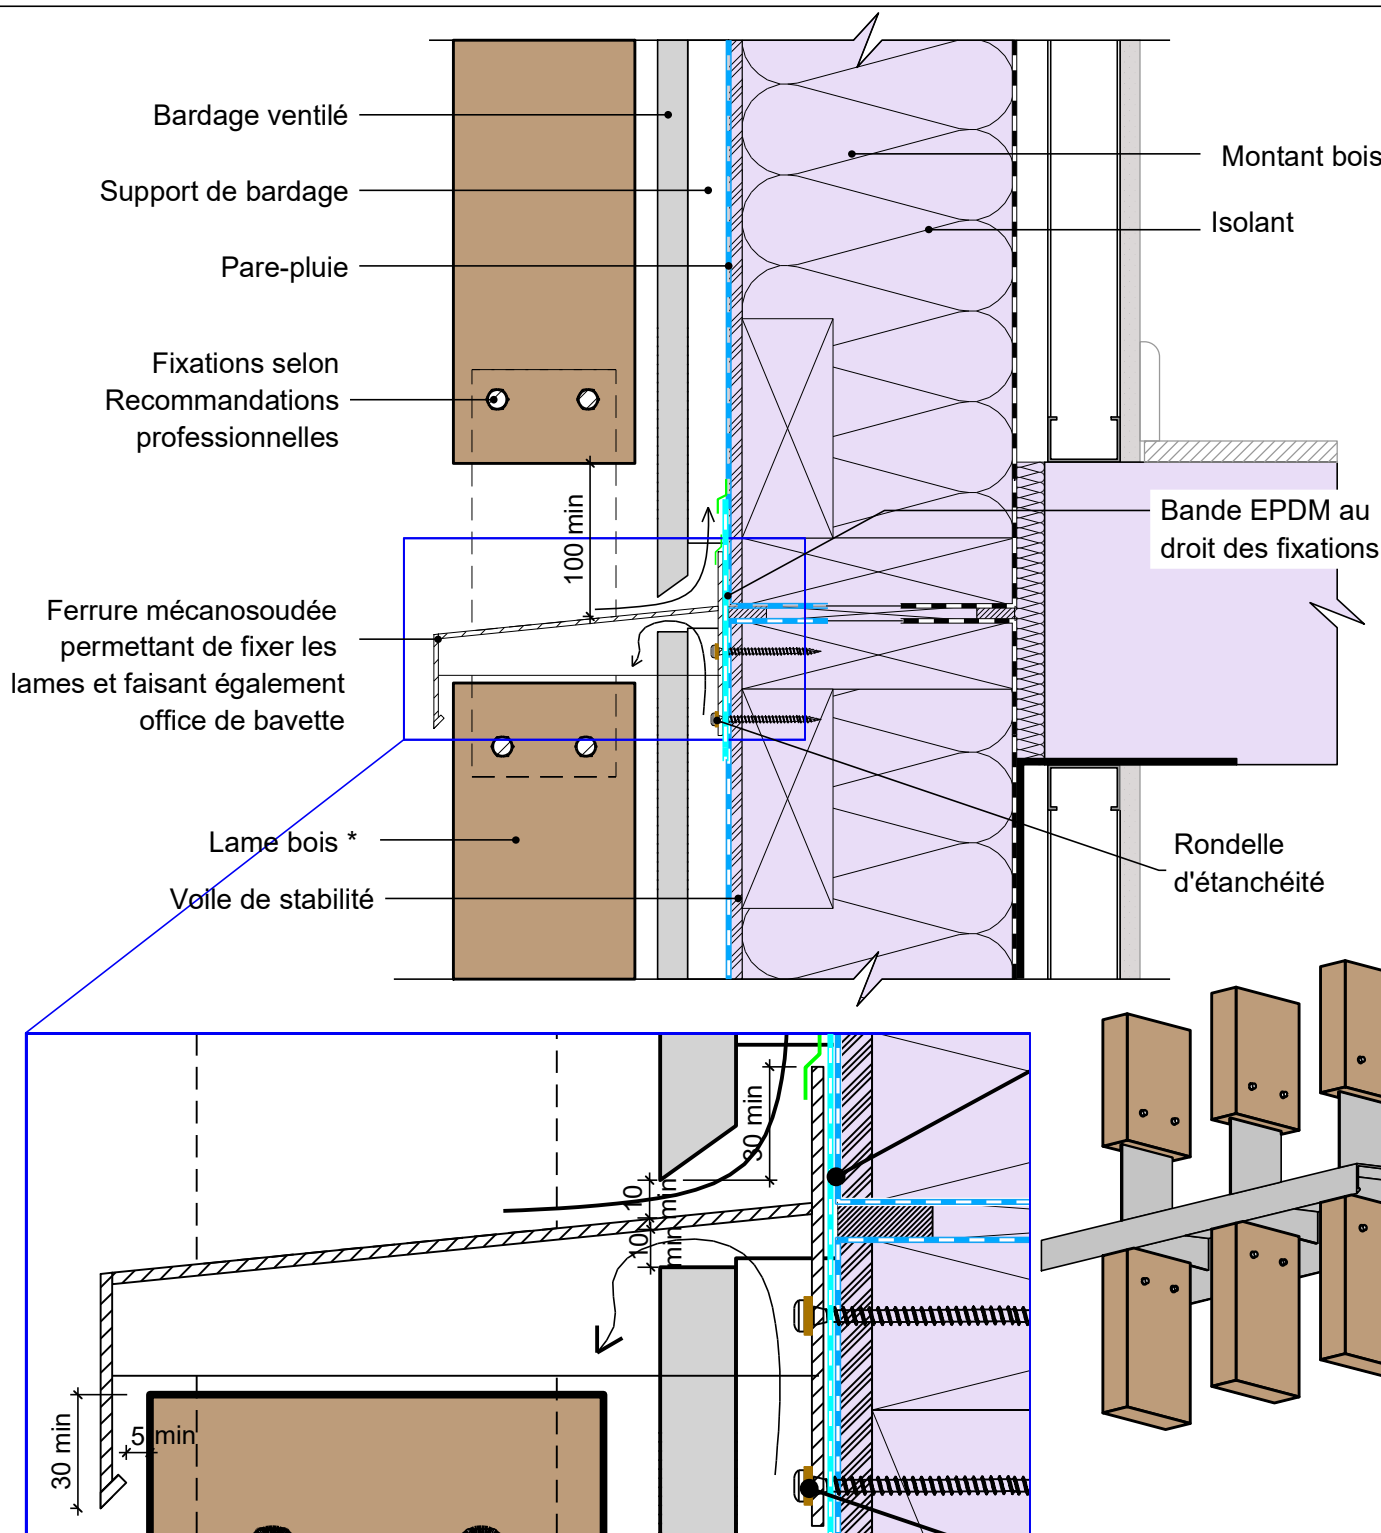 Bardage ventilé
Support de bardage
Pare-pluie
Fixations selon
Recommandations
professionnelles
100 min
Ferrure mécanosoudée
permettant de fixer les
lames et faisant également
office de bavette
Lame bois *
Voile de stabilité
Montant bois
Isolant
Bande EPDM au
droit des fixations
Rondelle
d'étanchéité
30 min
10 min
10 min
30 min
5 min